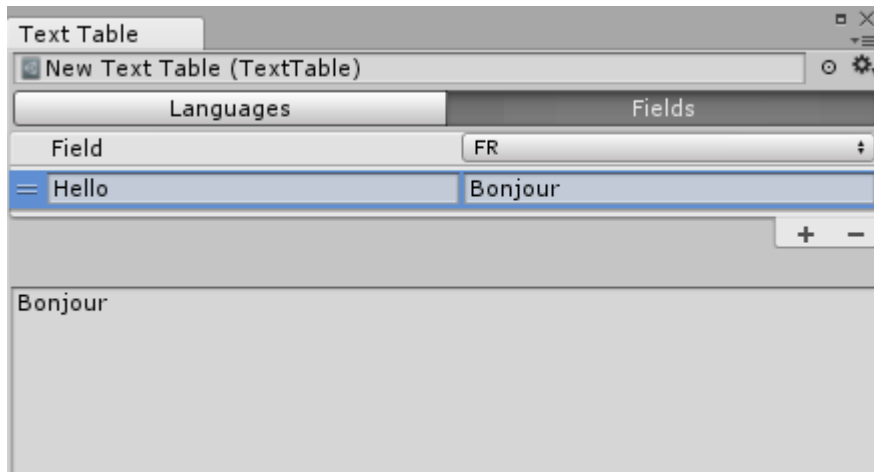 Text Table
New Text Table (TextTable)
Languages Fields
Field FR
Hello Bonjour
Bonjour